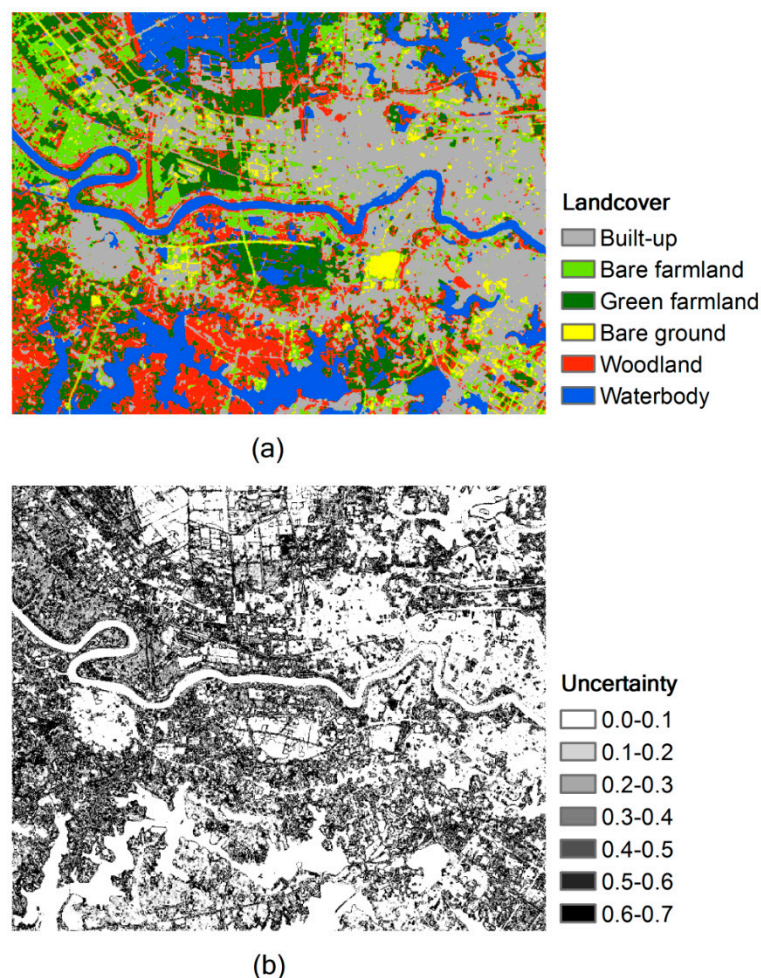 Landcover
Built-up
Bare farmland
Green farmland
Bare ground
Woodland
Waterbody
(a)
Uncertainty
0.0-0.1
0.1-0.2
0.2-0.3
0.3-0.4
0.4-0.5
0.5-0.6
0.6-0.7
(b)